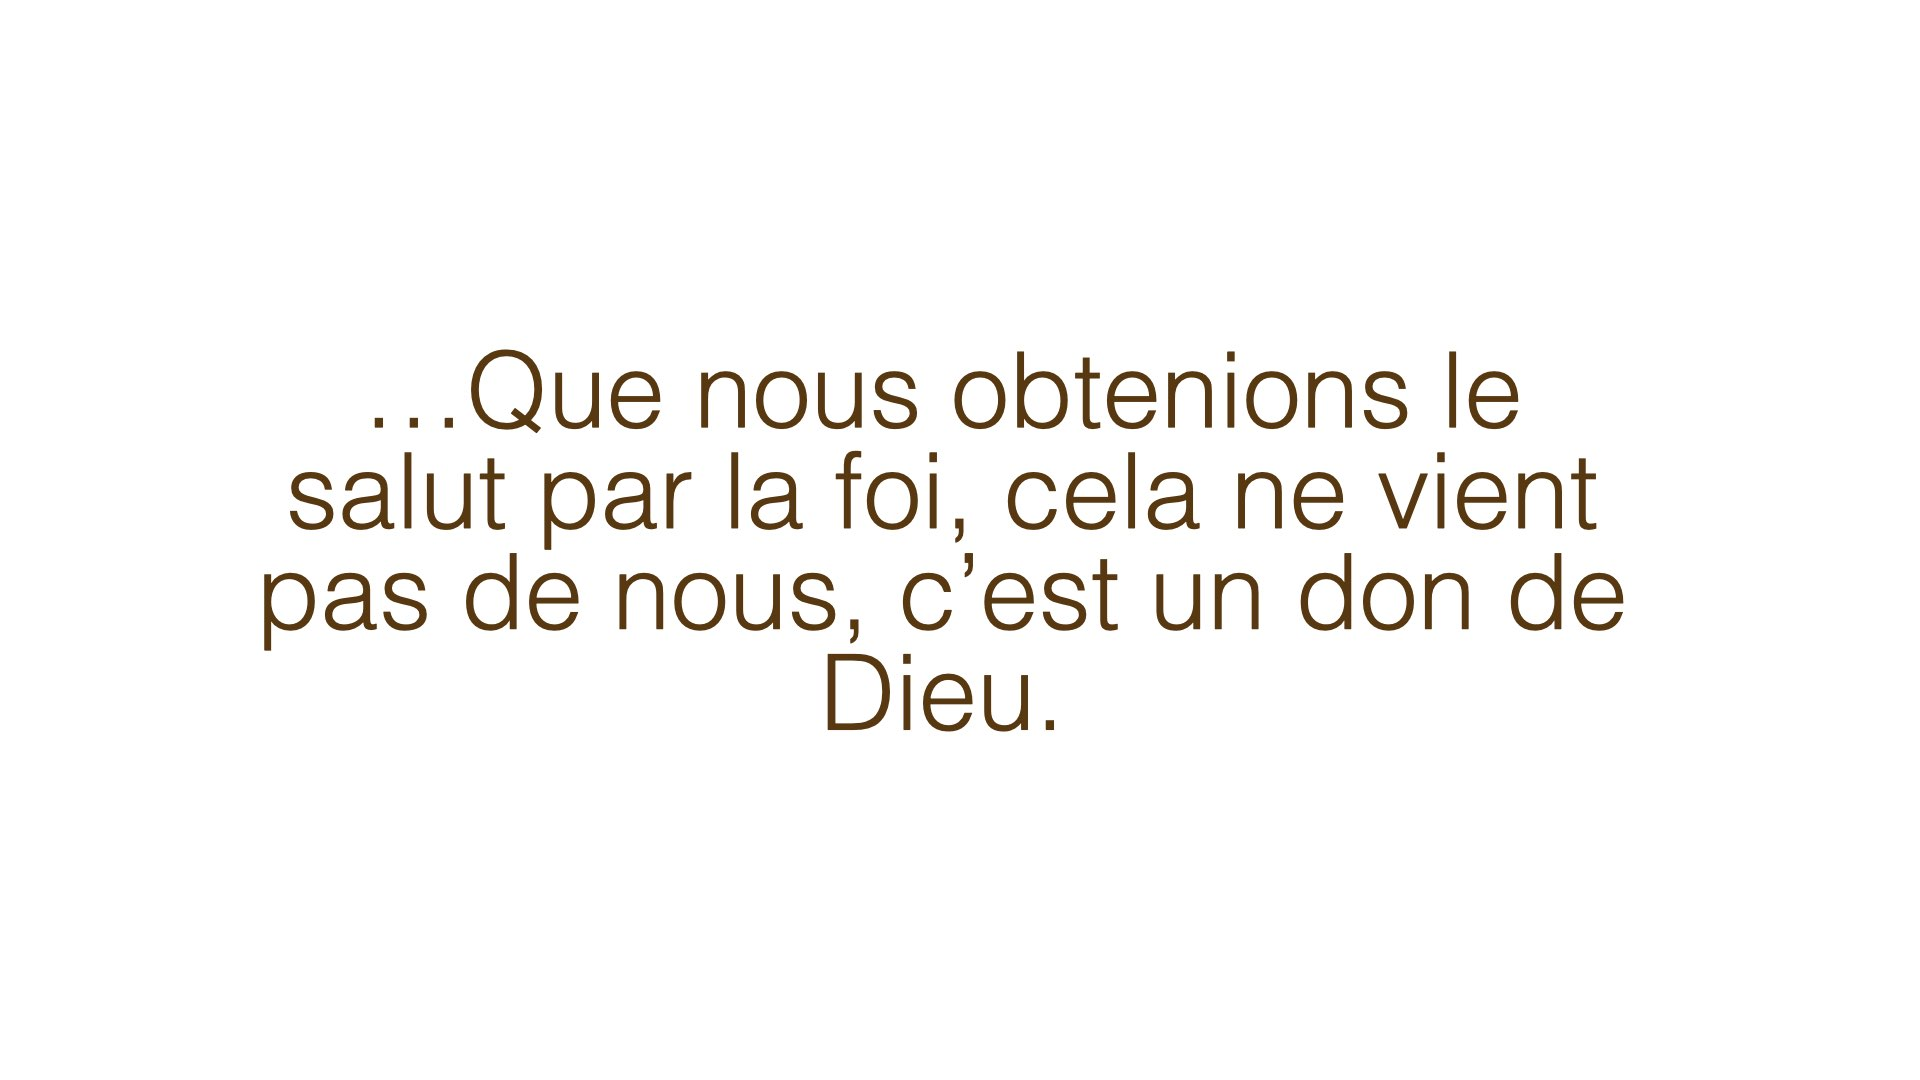 …Que nous obtenions le
salut par la foi, cela ne vient
pas de nous, c’est un don de
Dieu.